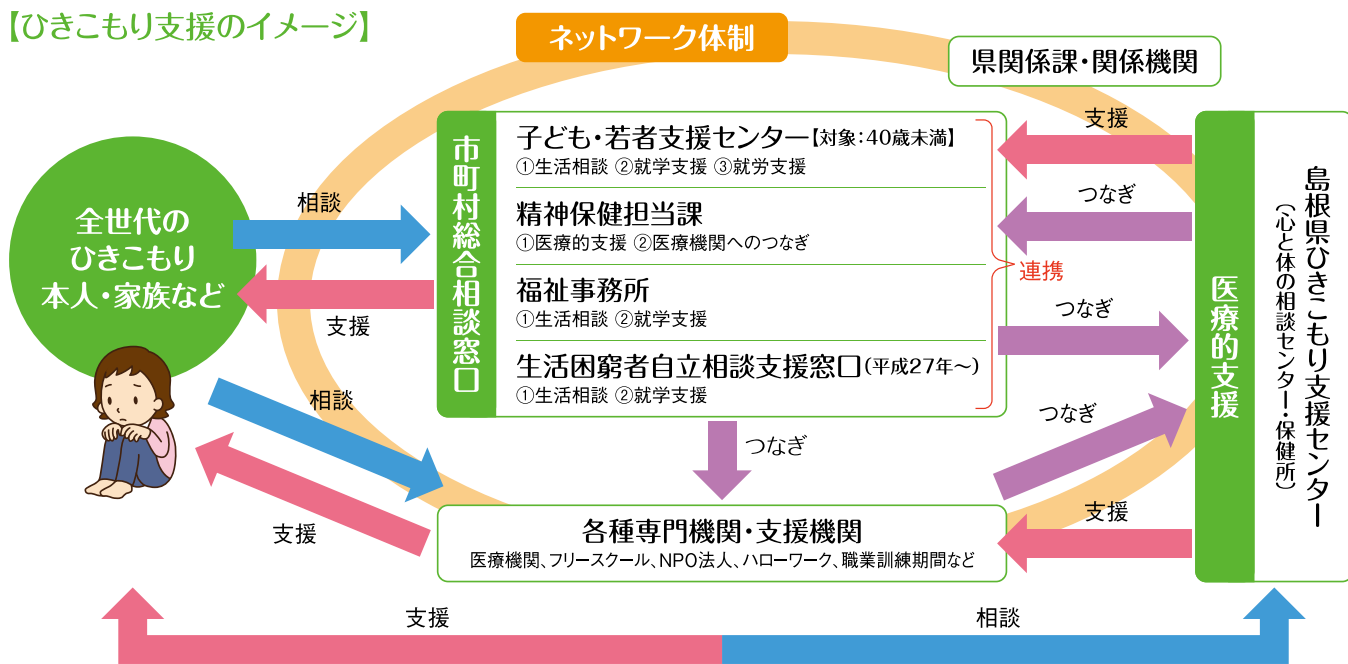 【ひきこもり支援のイメージ】
ネットワーク体制
県関係課・関係機関
全世代の
ひきこもり
本人・家族など
相談
支援
相談
支援
市町村総合相談窓口
子ども・若者支援センター【対象:40歳未満】
①生活相談 ②就学支援 ③就労支援
精神保健担当課
①医療的支援 ②医療機関へのつなぎ
福祉事務所
①生活相談 ②就学支援
生活困窮者自立相談支援窓口(平成27年~)
①生活相談 ②就学支援
連携
支援
つなぎ
つなぎ
つなぎ
つなぎ
支援
医療的支援
島根県ひきこもり支援センター
(心と体の相談センター・保健所)
各種専門機関・支援機関
医療機関、フリースクール、NPO法人、ハローワーク、職業訓練期間など
支援
相談